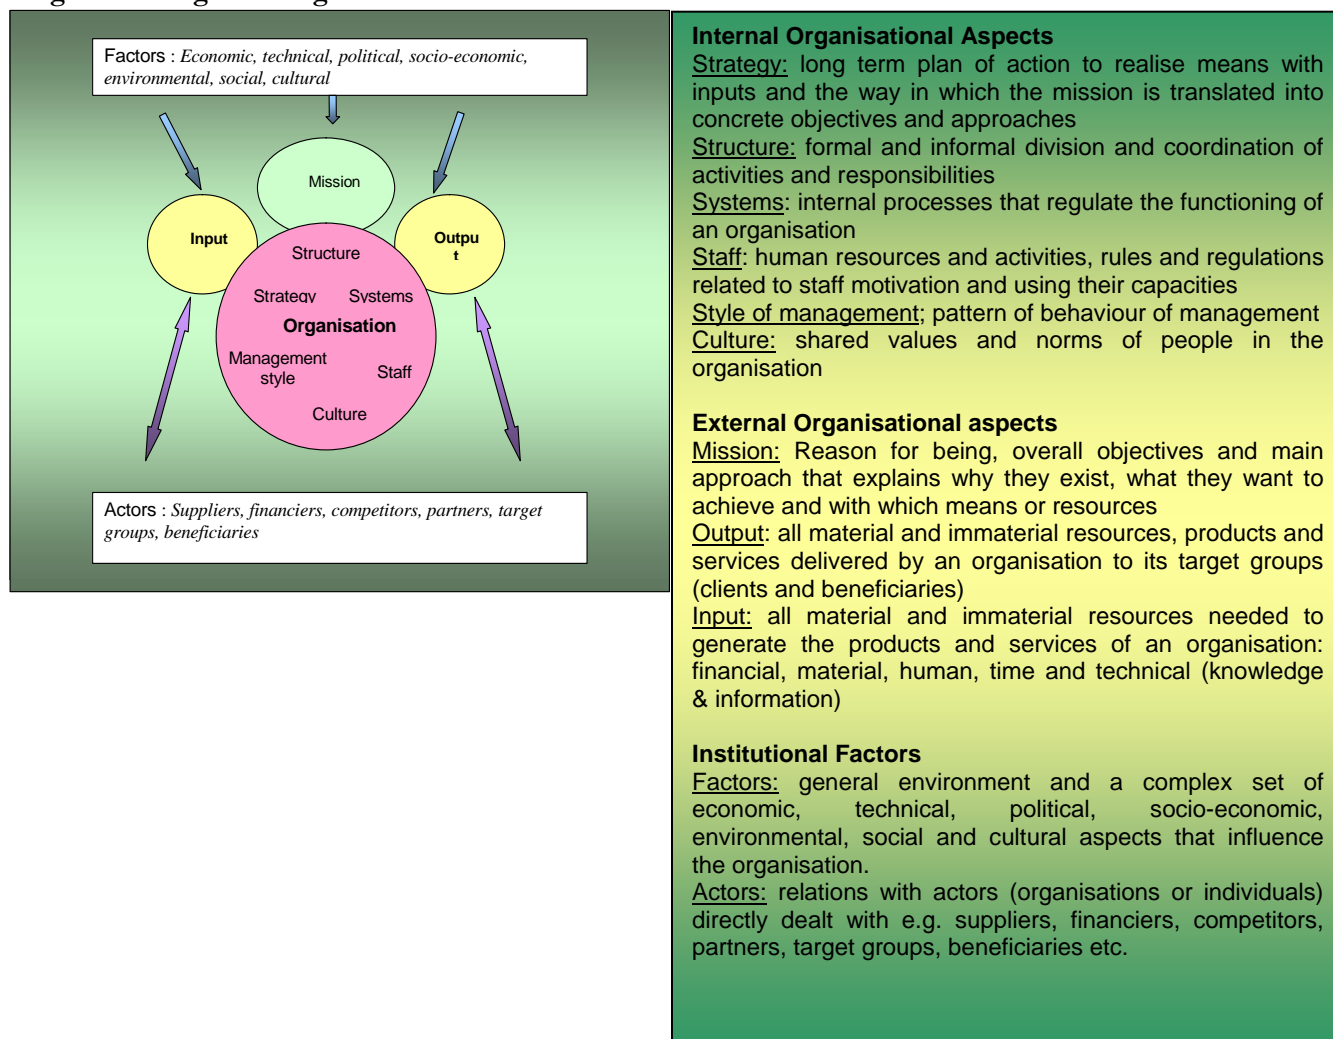 Factors : Economic, technical, political, socio-economic,
environmental, social, cultural
Mission
Input
Outpu
t
Structure
Strategy Systems
Organisation
Management
style
Staff
Culture
Actors : Suppliers, financiers, competitors, partners, target
groups, beneficiaries
Internal Organisational Aspects
Strategy: long term plan of action to realise means with
inputs and the way in which the mission is translated into
concrete objectives and approaches
Structure: formal and informal division and coordination of
activities and responsibilities
Systems: internal processes that regulate the functioning of
an organisation
Staff: human resources and activities, rules and regulations
related to staff motivation and using their capacities
Style of management; pattern of behaviour of management
Culture: shared values and norms of people in the
organisation
External Organisational aspects
Mission: Reason for being, overall objectives and main
approach that explains why they exist, what they want to
achieve and with which means or resources
Output: all material and immaterial resources, products and
services delivered by an organisation to its target groups
(clients and beneficiaries)
Input: all material and immaterial resources needed to
generate the products and services of an organisation:
financial, material, human, time and technical (knowledge
& information)
Institutional Factors
Factors: general environment and a complex set of
economic, technical, political, socio-economic,
environmental, social and cultural aspects that influence
the organisation.
Actors: relations with actors (organisations or individuals)
directly dealt with e.g. suppliers, financiers, competitors,
partners, target groups, beneficiaries etc.